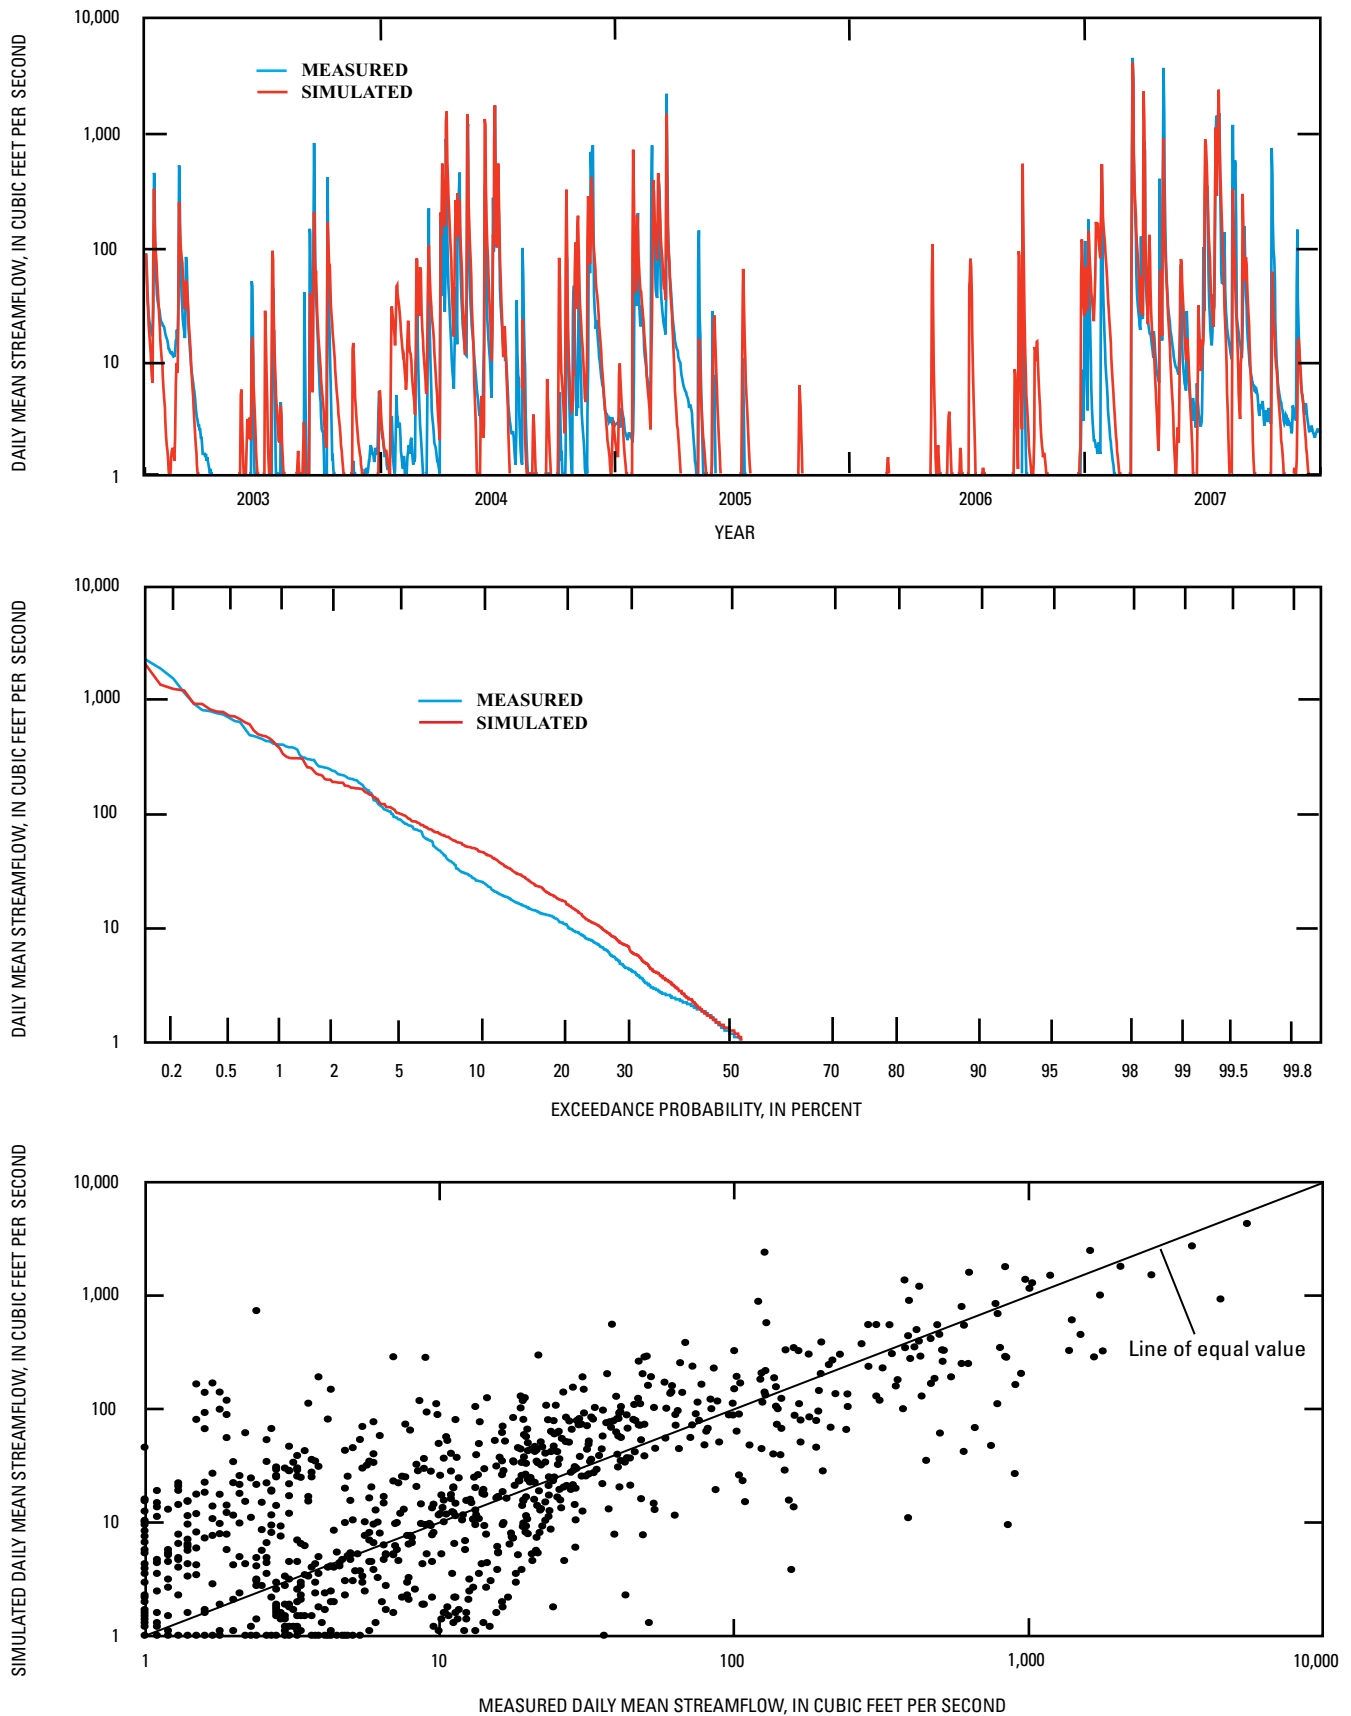 DAILY MEAN STREAMFLOW, IN CUBIC FEET PER SECOND
10,000
1,000
100
10
1
MEASURED
SIMULATED
2003 2004 2005 2006 2007
YEAR
DAILY MEAN STREAMFLOW, IN CUBIC FEET PER SECOND
10,000
1,000
100
10
1
MEASURED
SIMULATED
0.2 0.5 1 2 5 10 20 30 50 70 80 90 95 98 99 99.5 99.8
EXCEEDANCE PROBABILITY, IN PERCENT
SIMULATED DAILY MEAN STREAMFLOW, IN CUBIC FEET PER SECOND
10,000
1,000
100
10
1
Line of equal value
1 10 100 1,000 10,000
MEASURED DAILY MEAN STREAMFLOW, IN CUBIC FEET PER SECOND